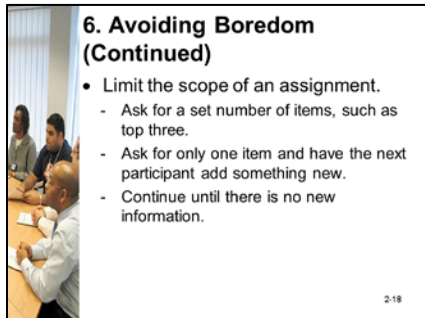 6. Avoiding Boredom
(Continued)
• Limit the scope of an assignment.
- Ask for a set number of items, such as
top three.
- Ask for only one item and have the next
participant add something new.
- Continue until there is no new
information.
2-18